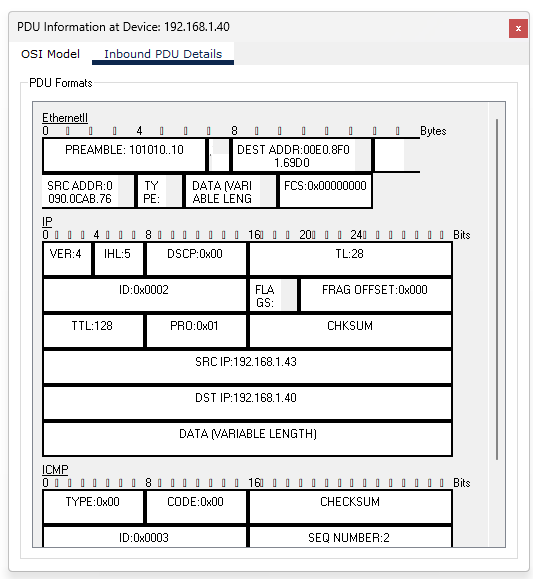 PDU Information at Device: 192.168.1.40
x
OSI Model Inbound PDU Details
PDU Formats
EthernetII
0 4 8 Bytes
PREAMBLE: 101010..10 DEST ADDR:00E0.8F0
1.69D0
SRC ADDR:0 TY DATA (VARI FCS:0x00000000
090.0CAB.76 PE: ABLE LENG
IP
0 4 8 16 20 24 Bits
VER:4 IHL:5 DSCP:0x00 TL:28
ID:0x0002 FLA FRAG OFFSET:0x000
GS:
TTL:128 PRO:0x01 CHKSUM
SRC IP:192.168.1.43
DST IP:192.168.1.40
DATA (VARIABLE LENGTH)
ICMP
0 8 16 Bits
TYPE:0x00 CODE:0x00 CHECKSUM
ID:0x0003 SEQ NUMBER:2